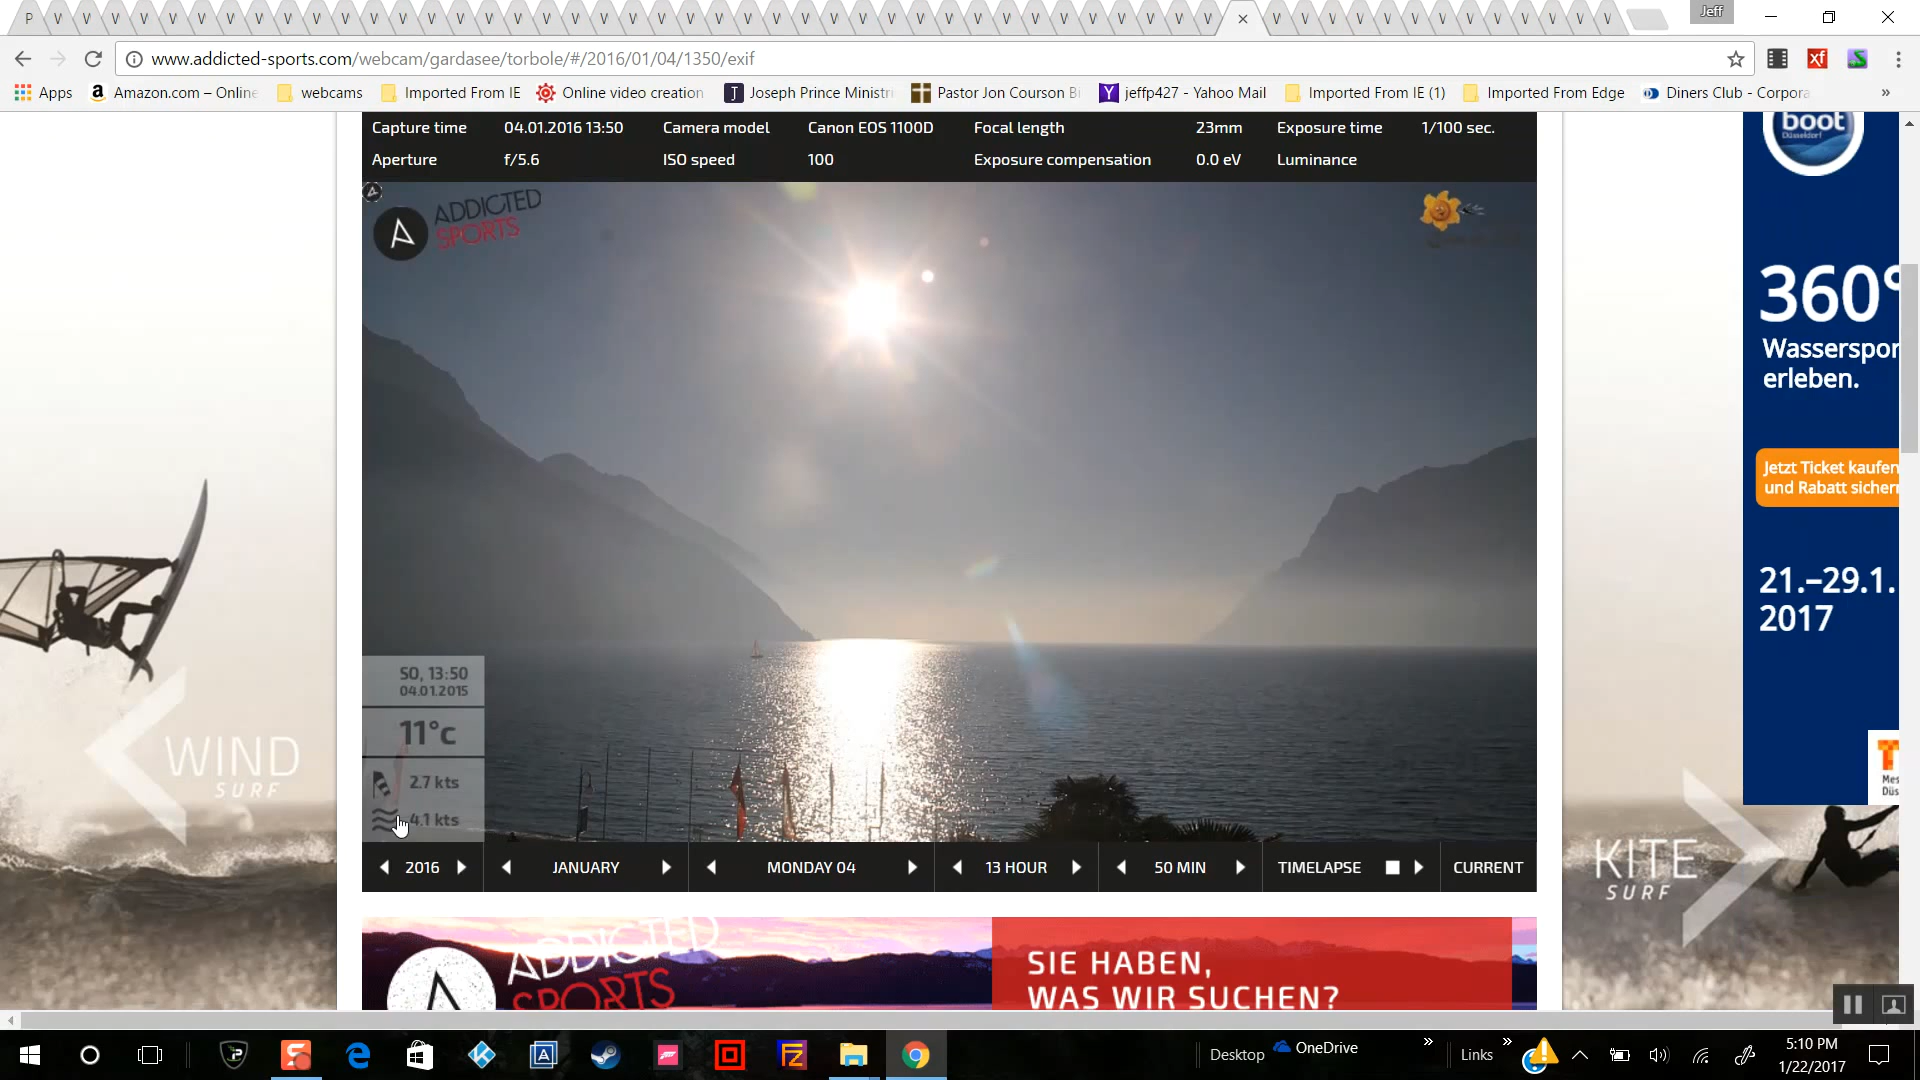 P V V V V V V V V V V V V V V V V V V V V V V V V V V V V V V V V V V V V V V V V V V V V V V V V V V V V V V
Jeff
www.addicted-sports.com/webcam/gardasee/torbole/#/2016/01/04/1350/exif
Apps Amazon.com – Online webcams Imported From IE Online video creation Joseph Prince Ministri Pastor Jon Courson Bi jeffp427 - Yahoo Mail Imported From IE (1) Imported From Edge Diners Club - Corpora »
Capture time 04.01.2016 13:50 Camera model Canon EOS 1100D Focal length 23mm Exposure time 1/100 sec.
Aperture f/5.6 ISO speed 100 Exposure compensation 0.0 eV Luminance
boot
Düsseldorf
ADDICTED
SPORTS
360°
Wasserspor
erleben.
Jetzt Ticket kaufen
und Rabatt sichern
21.–29.1.
2017
SO, 13:50
04.01.2015
11°c
2.7 kts
4.1 kts
WIND
SURF
Mes
Düs
KITE
SURF
2016 JANUARY MONDAY 04 13 HOUR 50 MIN TIMELAPSE CURRENT
ADDICTED
SPORTS
SIE HABEN,
WAS WIR SUCHEN?
Desktop OneDrive » Links »
5:10 PM
1/22/2017